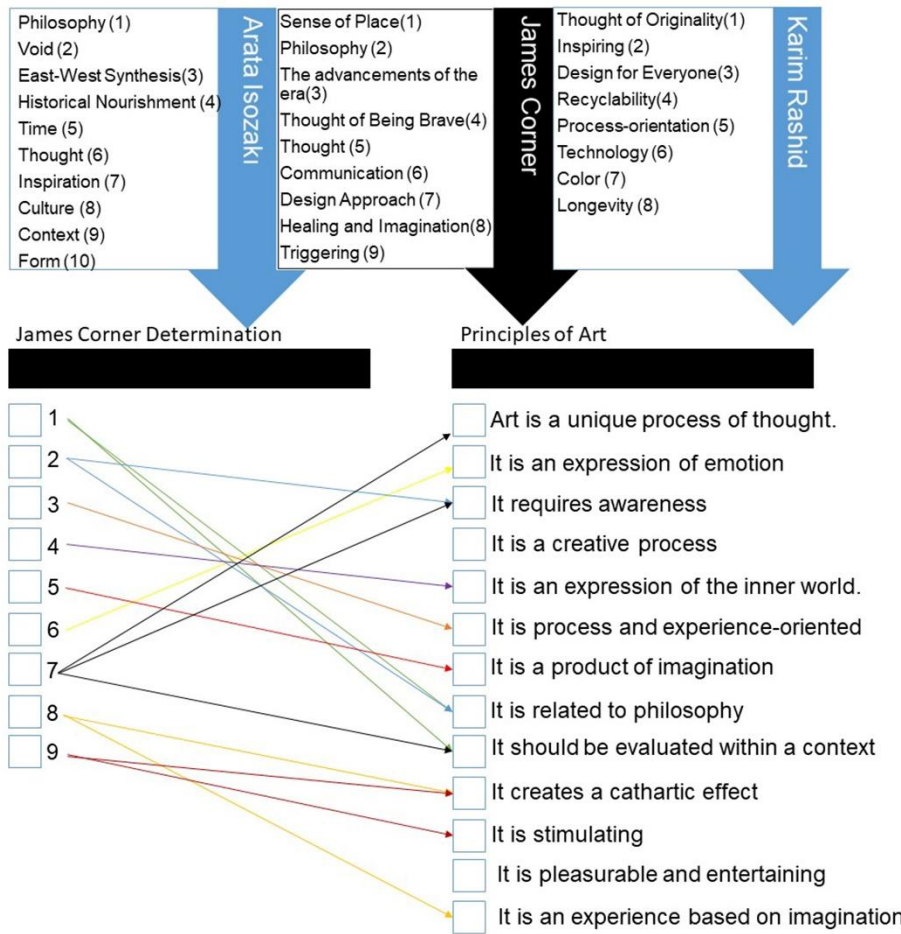 Philosophy (1)
Void (2)
East-West Synthesis(3)
Historical Nourishment (4)
Time (5)
Thought (6)
Inspiration (7)
Culture (8)
Context (9)
Form (10)
Arata Isozakı
Sense of Place(1)
Philosophy (2)
The advancements of the
era(3)
Thought of Being Brave(4)
Thought (5)
Communication (6)
Design Approach (7)
Healing and Imagination(8)
Triggering (9)
James Corner
Thought of Originality(1)
Inspiring (2)
Design for Everyone(3)
Recyclability(4)
Process-orientation (5)
Technology (6)
Color (7)
Longevity (8)
Karim Rashid
James Corner Determination
1
2
3
4
5
6
7
8
9
Principles of Art
Art is a unique process of thought.
It is an expression of emotion
It requires awareness
It is a creative process
It is an expression of the inner world.
It is process and experience-oriented
It is a product of imagination
It is related to philosophy
It should be evaluated within a context
It creates a cathartic effect
It is stimulating
It is pleasurable and entertaining
It is an experience based on imagination